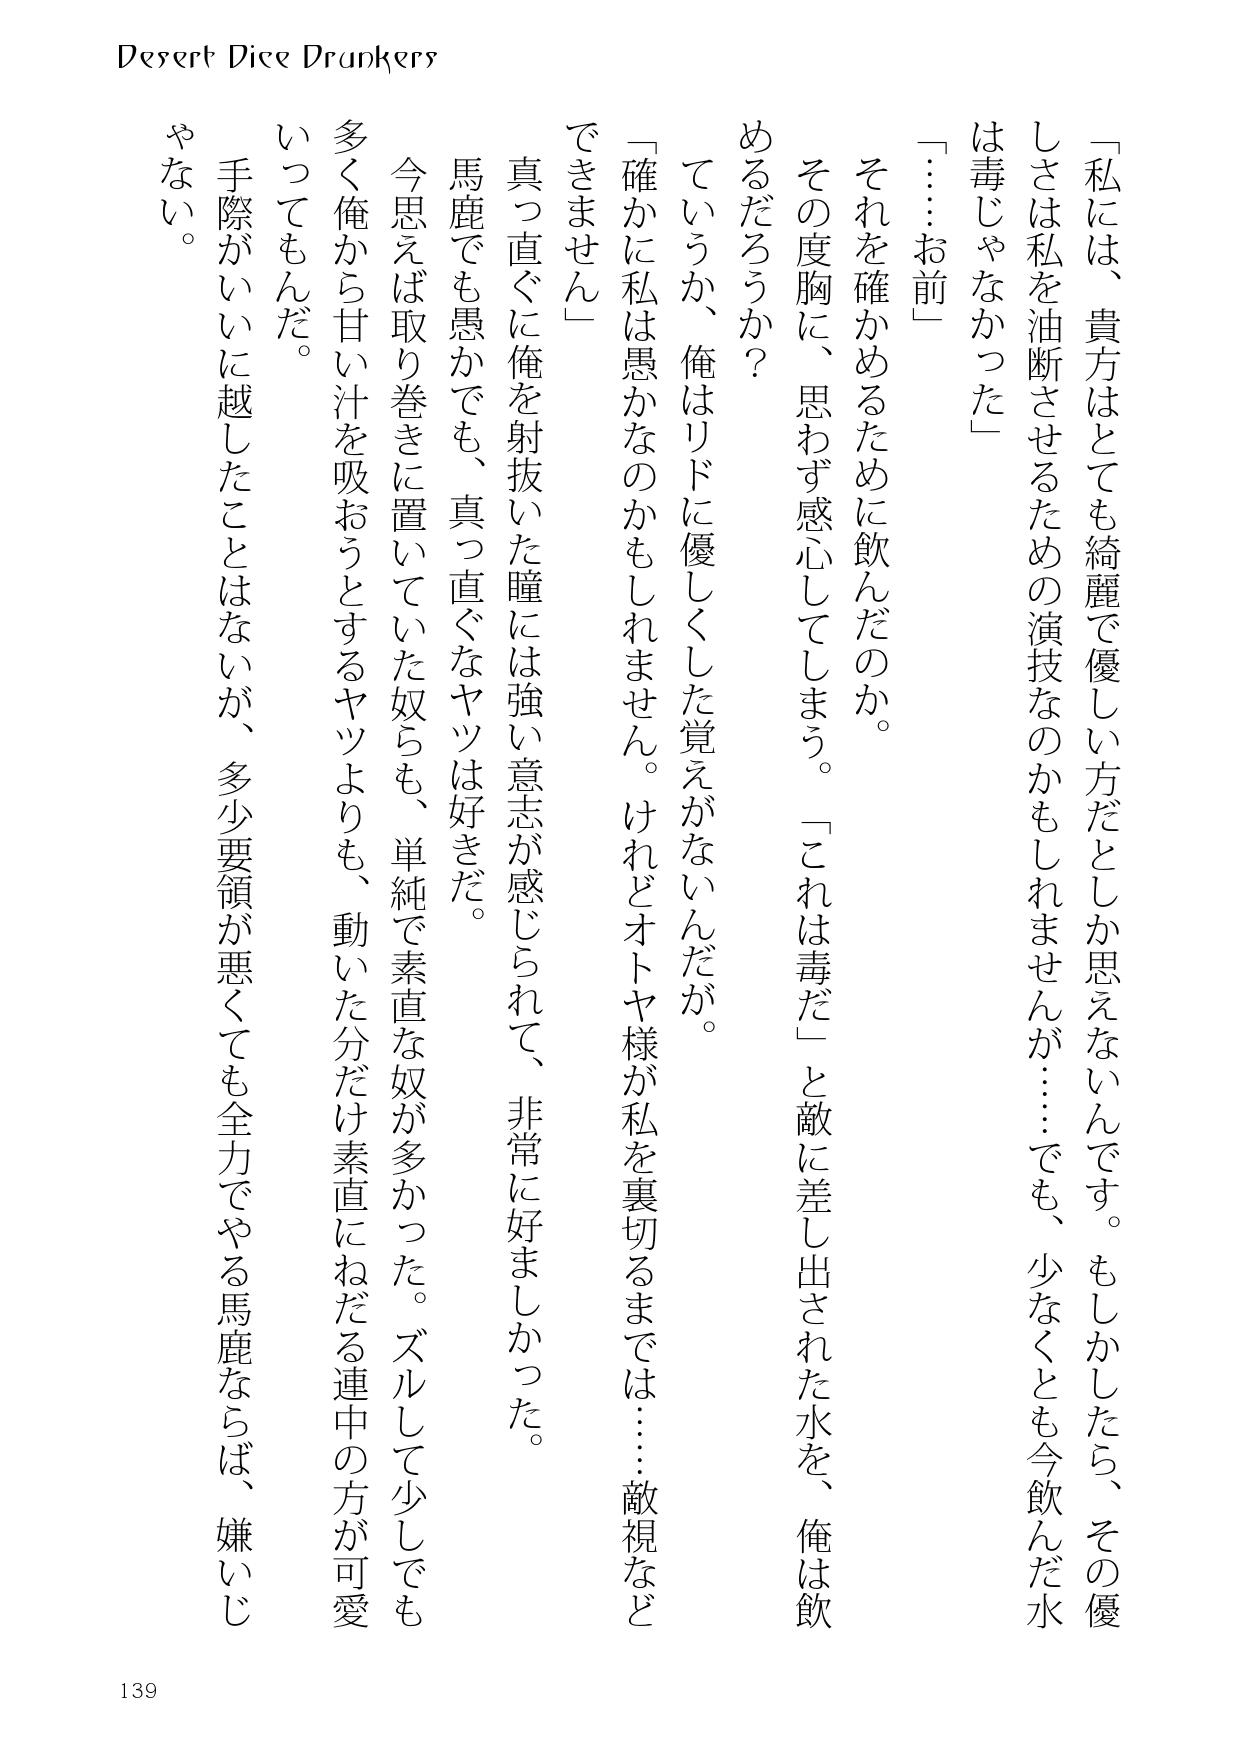 Desert Dice Drunkers
「私には、貴方はとても綺麗で優しい方だとしか思えないんです。もしかしたら、その優
しさは私を油断させるための演技なのかもしれませんが……でも、少なくとも今飲んだ水
は毒じゃなかった」
「……お前」
それを確かめるために飲んだのか。
その度胸に、思わず感心してしまう。「これは毒だ」と敵に差し出された水を、俺は飲
めるだろうか？
ていうか、俺はリドに優しくした覚えがないんだが。
「確かに私は愚かなのかもしれません。けれどオトヤ様が私を裏切るまでは……敵視など
できません」
真っ直ぐに俺を射抜いた瞳には強い意志が感じられて、非常に好ましかった。
馬鹿でも愚かでも、真っ直ぐなヤツは好きだ。
今思えば取り巻きに置いていた奴らも、単純で素直な奴が多かった。ズルして少しでも
多く俺から甘い汁を吸おうとするヤツよりも、動いた分だけ素直にねだる連中の方が可愛
いってもんだ。
手際がいいに越したことはないが、多少要領が悪くても全力でやる馬鹿ならば、嫌いじ
ゃない。
139